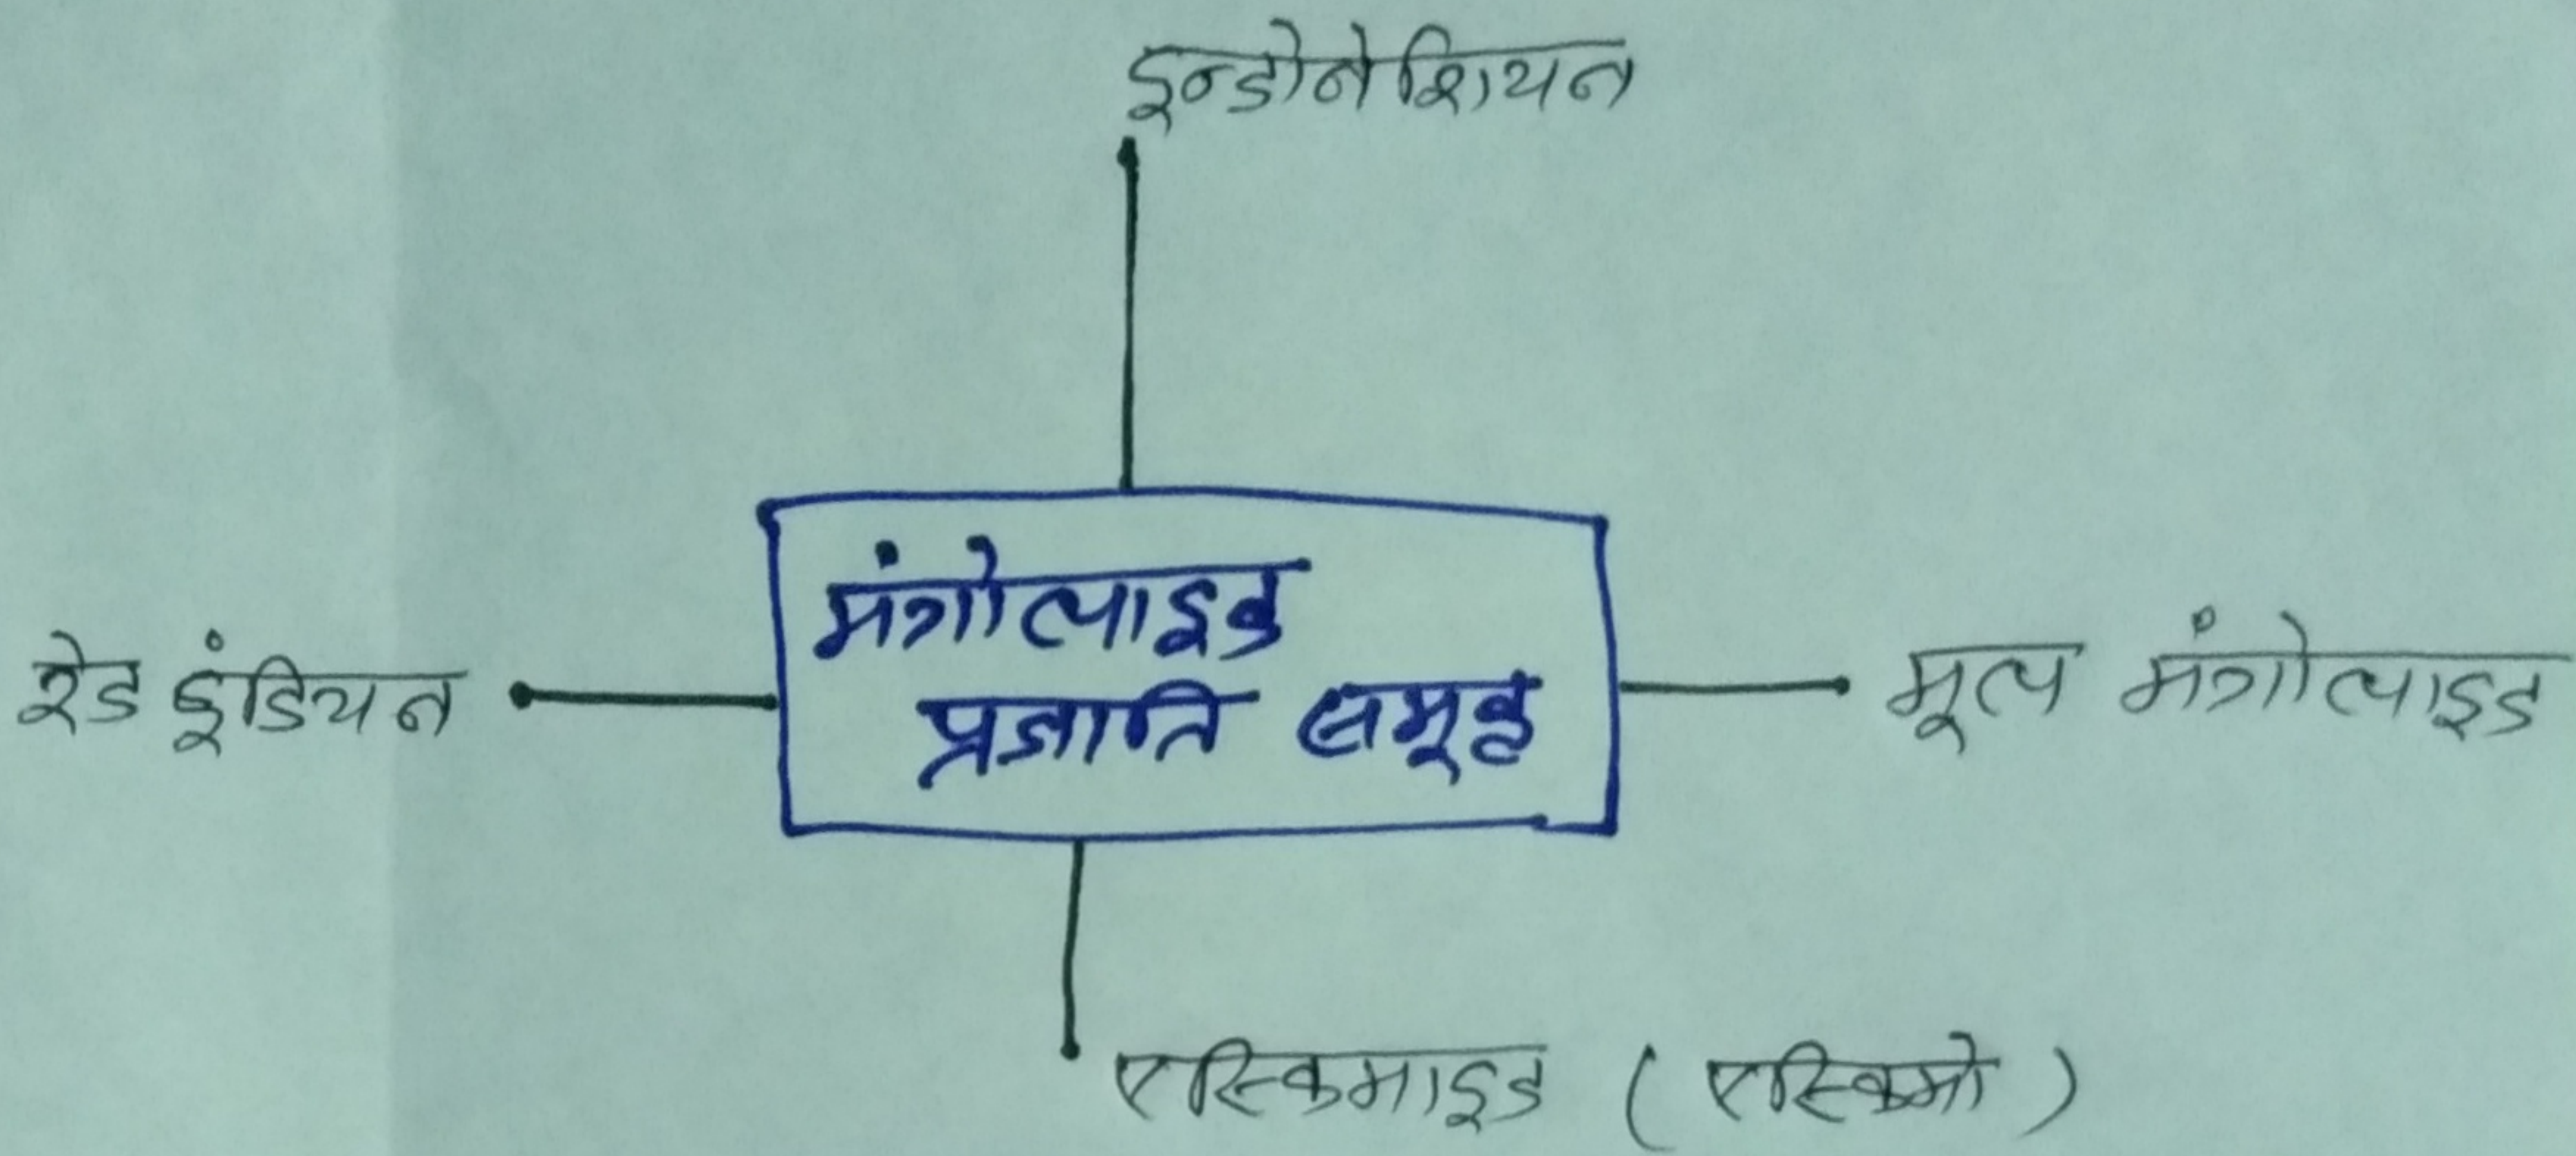 इन्डोनेशियन
मंगोलाइड
प्रजाति समूह
रेड इंडियन
मूल मंगोलाइड
एस्किमाइड (एस्किमो)